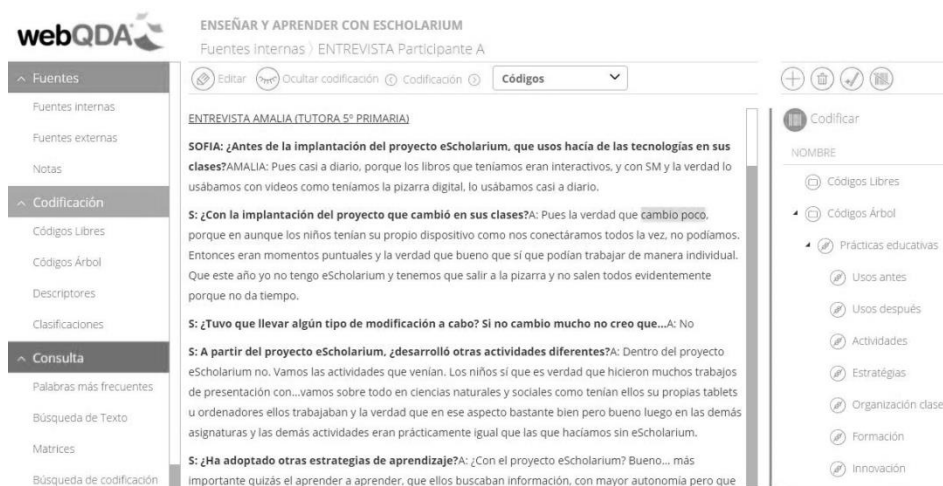 webQDA
ENSEÑAR Y APRENDER CON ESCHOLARIUM
Fuentes internas 〉 ENTREVISTA Participante A
Fuentes
Fuentes internas
Fuentes externas
Notas
Codificación
Códigos Libres
Códigos Árbol
Descriptores
Clasificaciones
Consulta
Palabras más frecuentes
Búsqueda de Texto
Matrices
Búsqueda de codificación
Editar Ocultar codificación Codificación Códigos
ENTREVISTA AMALIA (TUTORA 5º PRIMARIA)
SOFIA: ¿Antes de la implantación del proyecto eScholarium, que usos hacía de las tecnologías en sus
clases?AMALIA: Pues casi a diario, porque los libros que teníamos eran interactivos, y con SM y la verdad lo
usábamos con videos como teníamos la pizarra digital, lo usábamos casi a diario.
S: ¿Con la implantación del proyecto que cambió en sus clases?A: Pues la verdad que cambio poco,
porque en aunque los niños tenían su propio dispositivo como nos conectáramos todos la vez, no podíamos.
Entonces eran momentos puntuales y la verdad que bueno que sí que podían trabajar de manera individual.
Que este año yo no tengo eScholarium y tenemos que salir a la pizarra y no salen todos evidentemente
porque no da tiempo.
S: ¿Tuvo que llevar algún tipo de modificación a cabo? Si no cambio mucho no creo que...A: No
S: A partir del proyecto eScholarium, ¿desarrolló otras actividades diferentes?A: Dentro del proyecto
eScholarium no. Vamos las actividades que venían. Los niños sí que es verdad que hicieron muchos trabajos
de presentación con...vamos sobre todo en ciencias naturales y sociales como tenían ellos su propias tablets
u ordenadores ellos trabajaban y la verdad que en ese aspecto bastante bien pero bueno luego en las demás
asignaturas y las demás actividades eran prácticamente igual que las que hacíamos sin eScholarium.
S: ¿Ha adoptado otras estrategias de aprendizaje?A: ¿Con el proyecto eScholarium? Bueno... más
importante quizás el aprender a aprender, que ellos buscaban información, con mayor autonomía pero que
Codificar
NOMBRE
Códigos Libres
Códigos Árbol
Prácticas educativas
Usos antes
Usos después
Actividades
Estratégias
Organización clase
Formación
Innovación